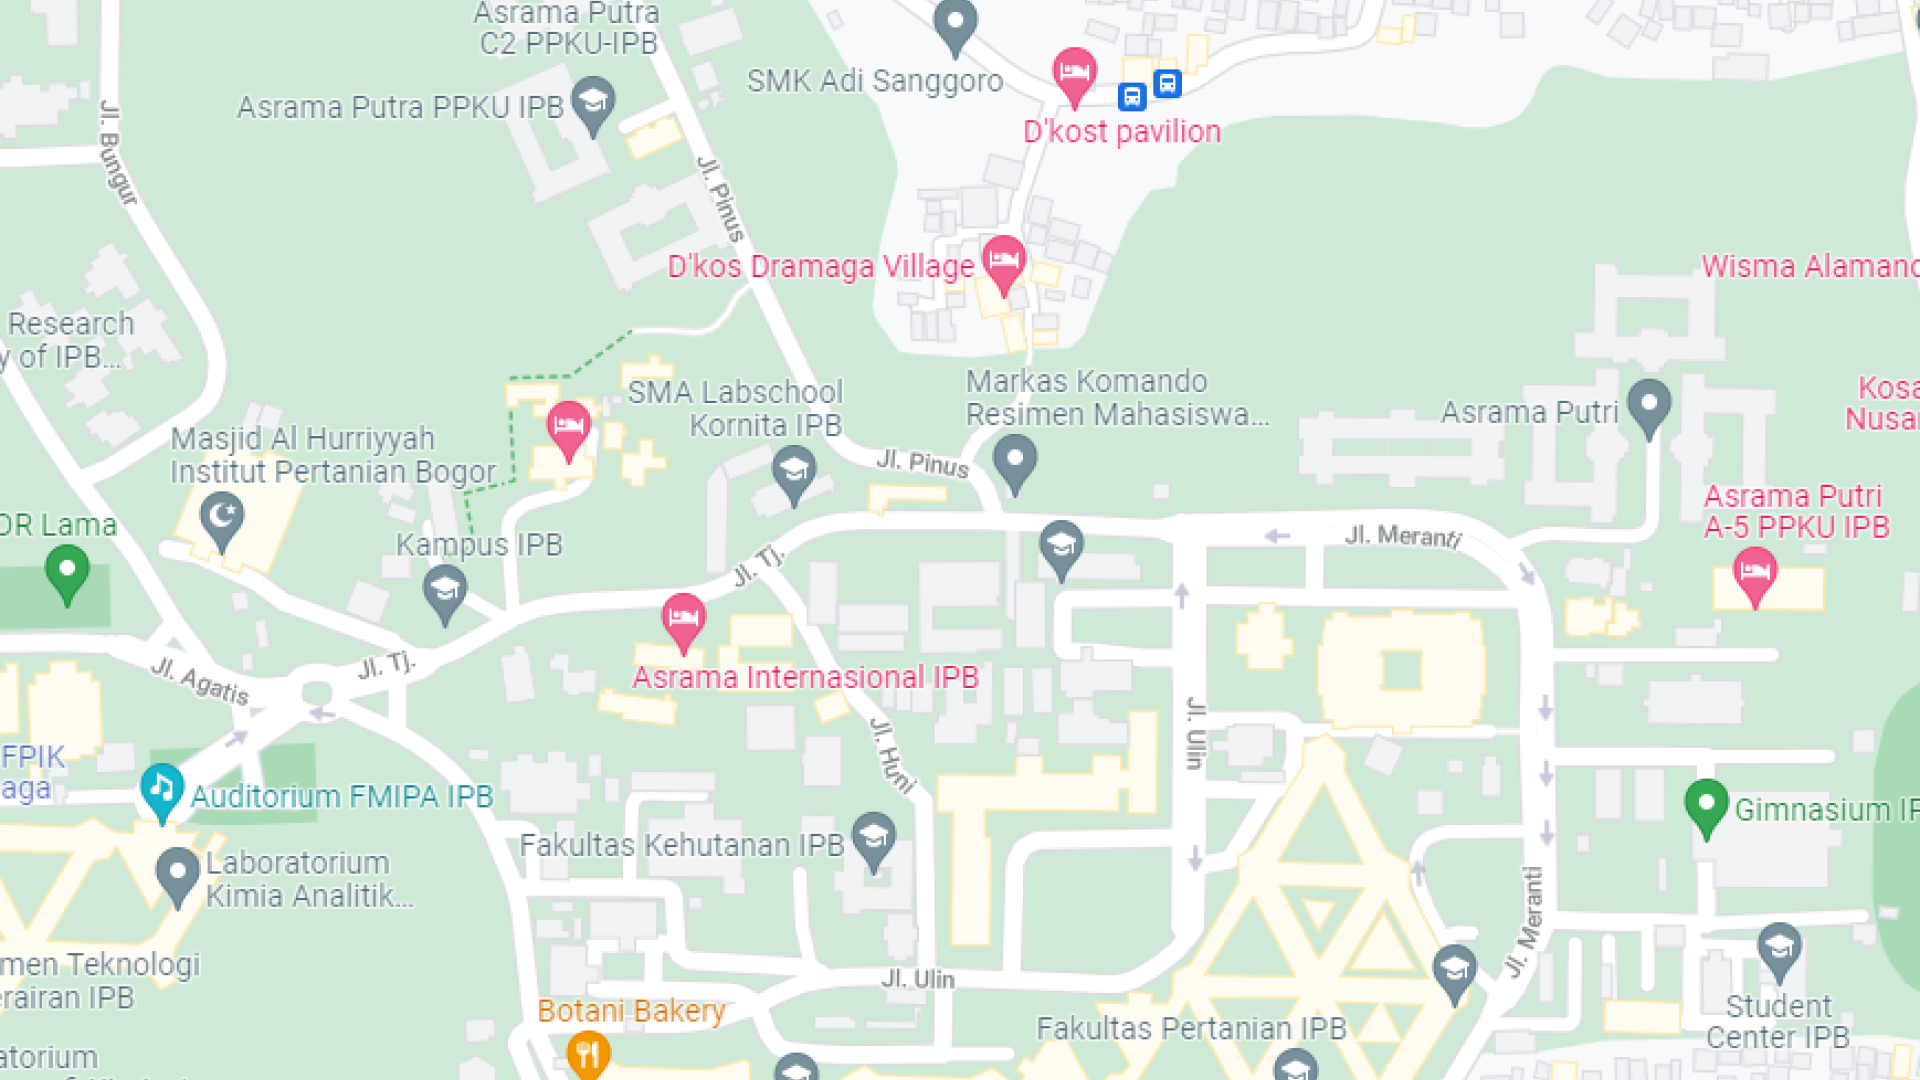 Asrama Putra
C2 PPKU-IPB
SMK Adi Sanggoro
Asrama Putra PPKU IPB
D'kost pavilion
Jl. Bungur
Jl. Pinus
D'kos Dramaga Village
Wisma Alamand
Research
y of IPB...
SMA Labschool
Kornita IPB
Markas Komando
Resimen Mahasiswa...
Asrama Putri
Kosa
Nusa
Masjid Al Hurriyyah
Institut Pertanian Bogor
Jl. Pinus
Asrama Putri
A-5 PPKU IPB
OR Lama
Kampus IPB
Jl. Meranti
Jl. Tj.
Jl. Tj.
Jl. Agatis
Asrama Internasional IPB
Jl. Huni
Jl. Ulin
FPIK
aga
Auditorium FMIPA IPB
Gimnasium IP
Fakultas Kehutanan IPB
Laboratorium
Kimia Analitik...
Jl. Meranti
men Teknologi
erairan IPB
Jl. Ulin
Botani Bakery
Fakultas Pertanian IPB
Student
Center IPB
atorium